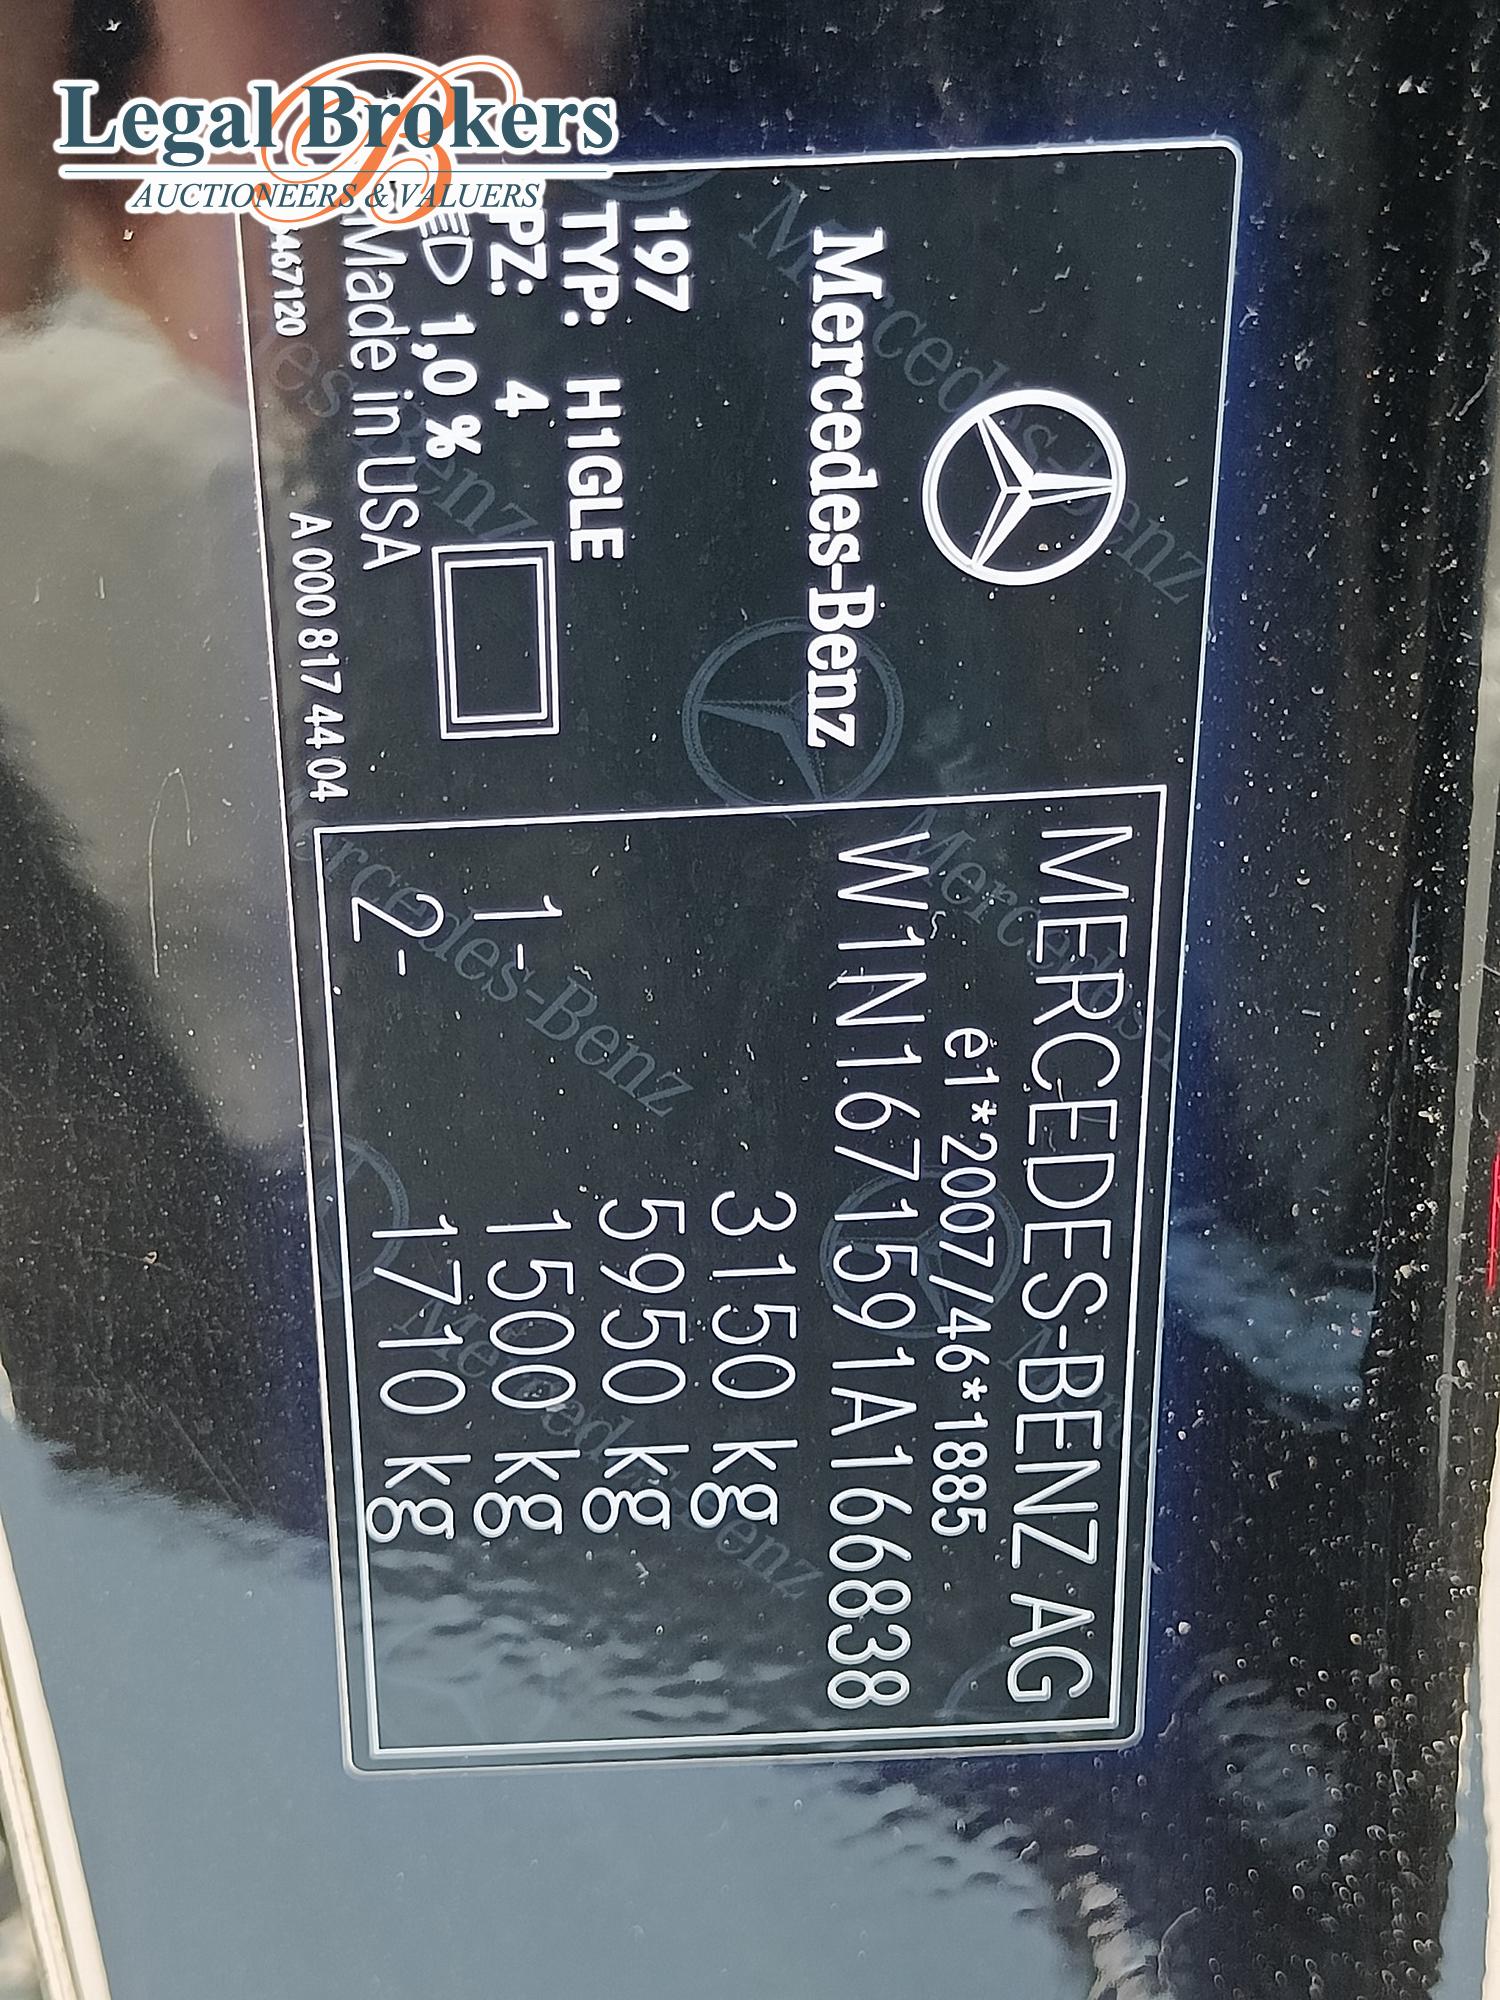 Legal Brokers
AUCTIONEERS & VALUERS
Mercedes-Benz
197
TYP: H1GLE
PZ: 4
1,0 %
Made in USA
A 000 817 44 04
MERCEDES-BENZ AG
e1*2007/46*1885
W1N1671591A166838
3150 kg
5950 kg
1- 1500 kg
2- 1710 kg